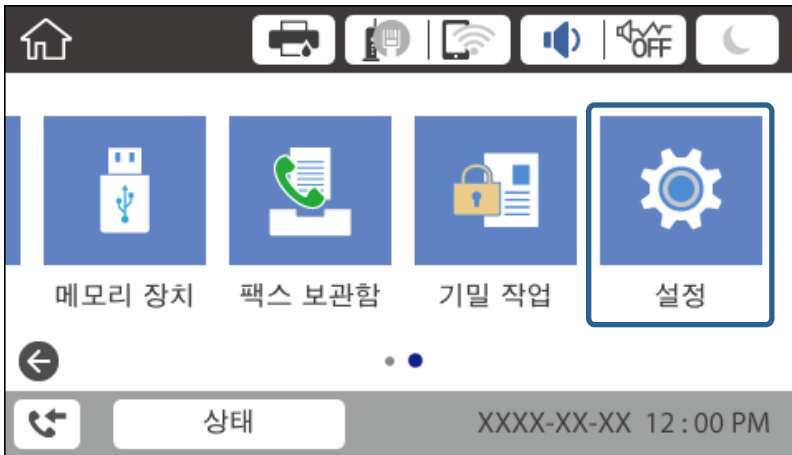 OFF
메모리 장치
팩스 보관함
기밀 작업
설정
상태
XXXX-XX-XX 12:00 PM